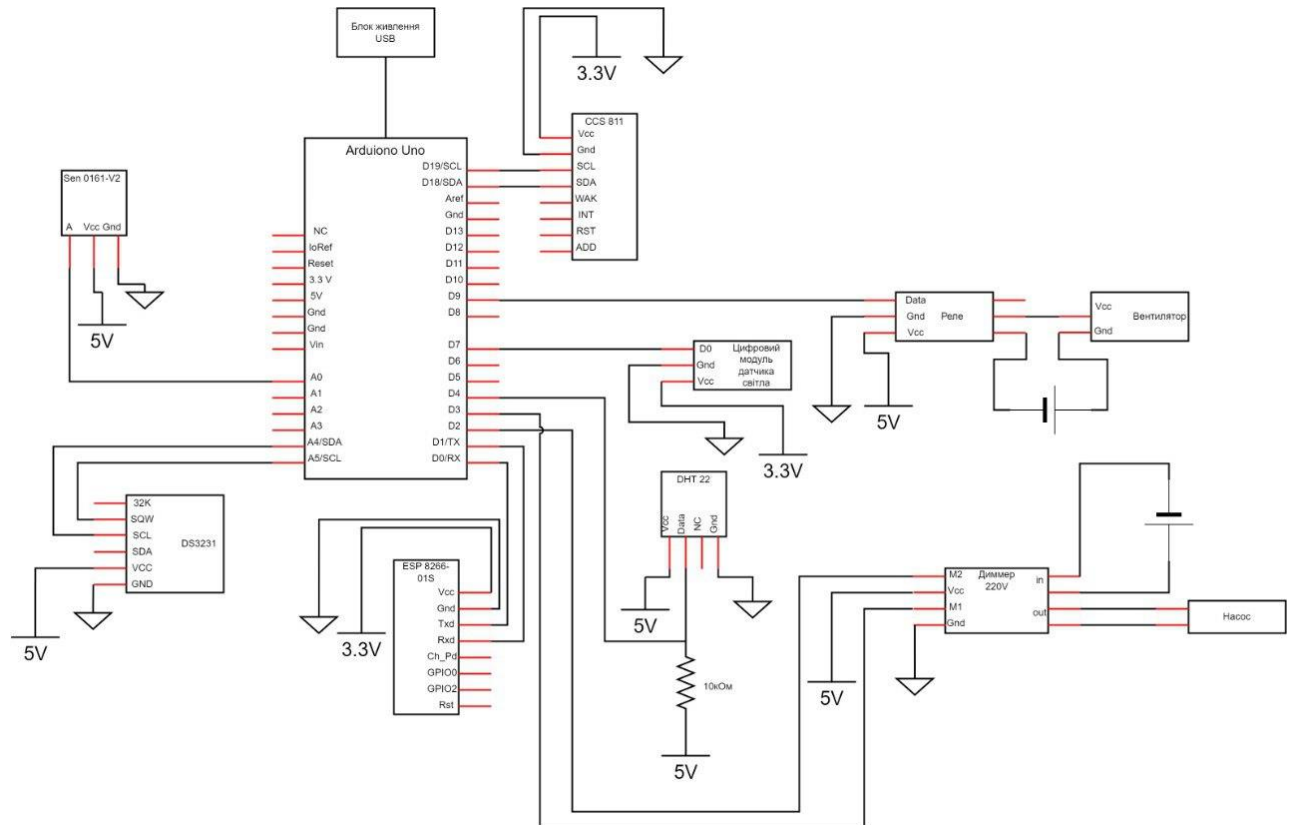 Блок живлення
USB
3.3V
CCS 811
Vcc
Gnd
SCL
SDA
WAK
INT
RST
ADD
Arduiono Uno
D19/SCL
D18/SDA
Aref
Gnd
D13
D12
D11
D10
D9
D8
D7
D6
D5
D4
D3
D2
D1/TX
D0/RX
NC
IoRef
Reset
3.3 V
5V
Gnd
Gnd
Vin
A0
A1
A2
A3
A4/SDA
A5/SCL
Sen 0161-V2
A Vcc Gnd
5V
Data
Gnd
Vcc
Реле
5V
Vcc
Gnd
Вентилятор
D0
Gnd
Vcc
Цифровий
модуль
датчика
світла
3.3V
32K
SQW
SCL
SDA
VCC
GND
DS3231
5V
DHT 22
Vcc
Data
NC
Gnd
5V
10кОм
5V
ESP 8266-
01S
Vcc
Gnd
Txd
Rxd
Ch_Pd
GPIO0
GPIO2
Rst
3.3V
M2
Vcc
M1
Gnd
Диммер
220V
in
out
5V
Насос